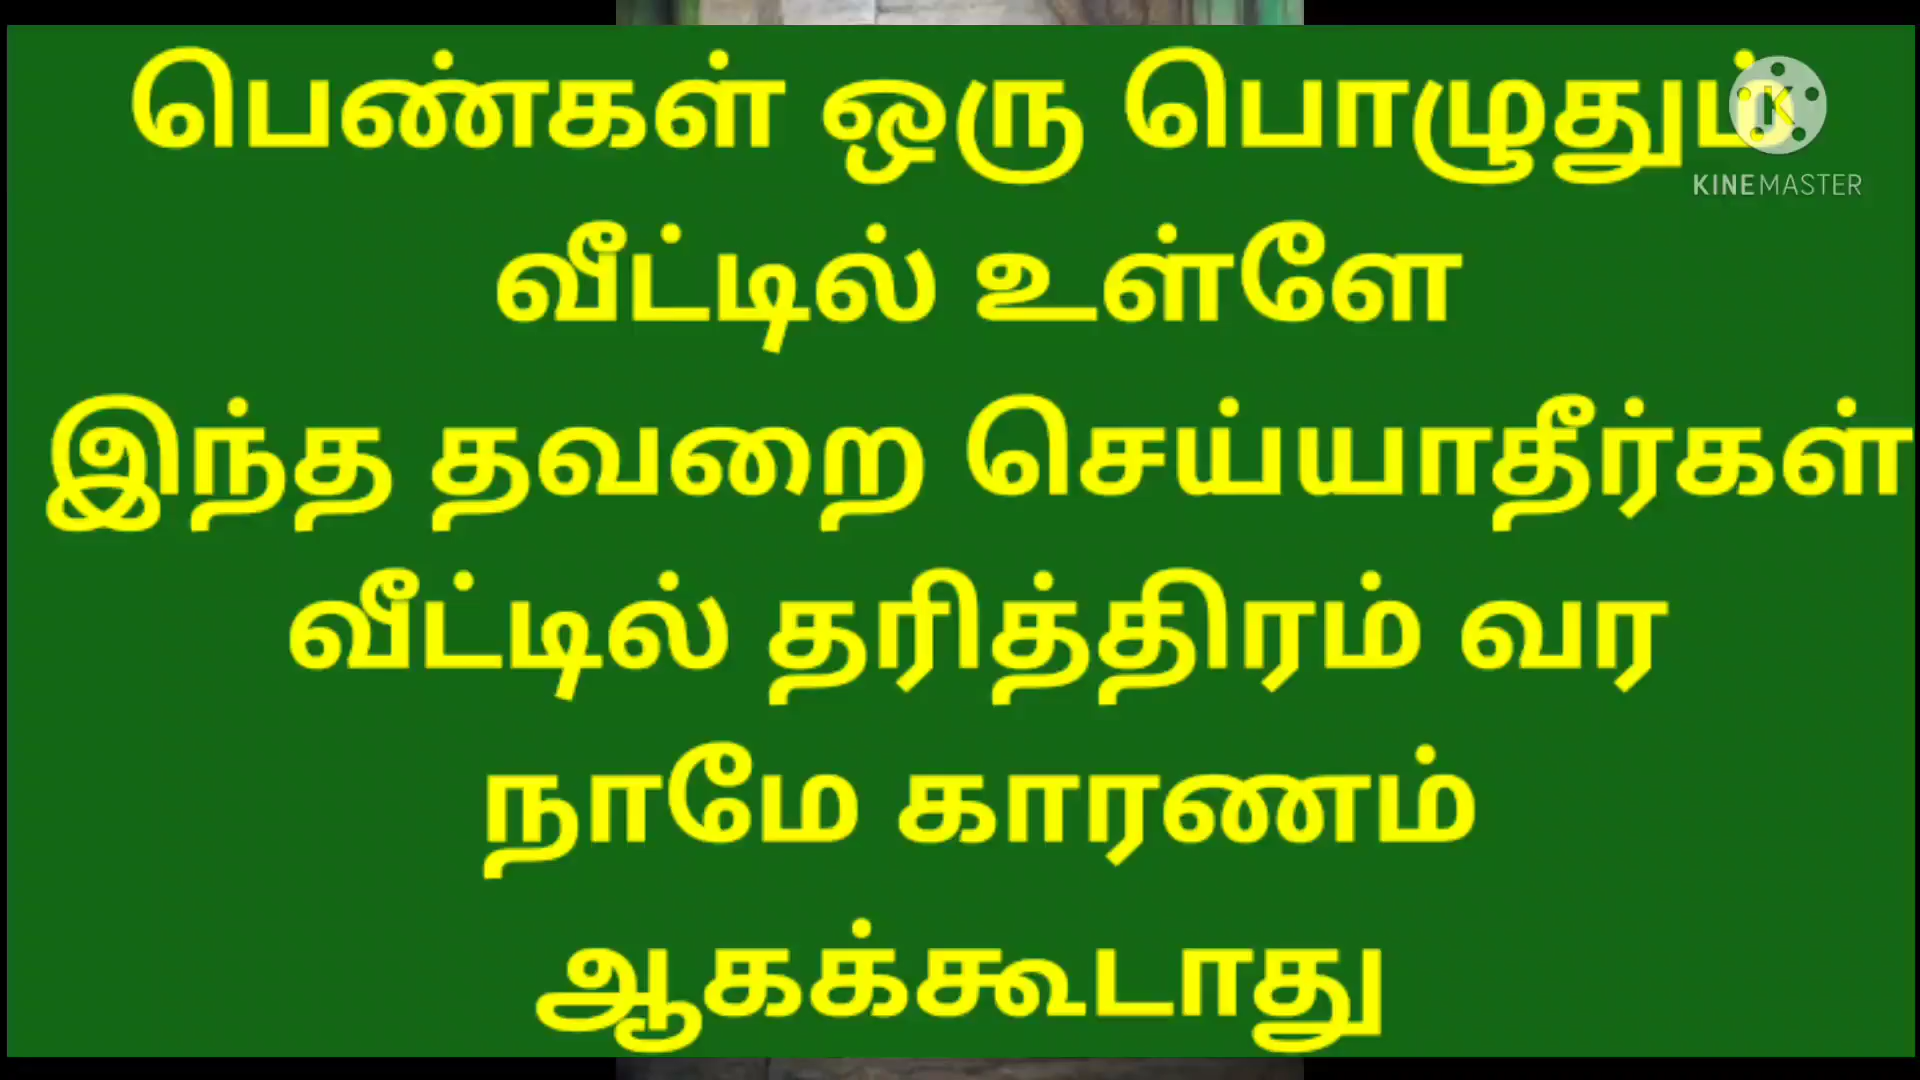 பெண்கள் ஒரு பொழுதும்
வீட்டில் உள்ளே
இந்த தவறை செய்யாதீர்கள்
வீட்டில் தரித்திரம் வர
நாமே காரணம்
ஆகக்கூடாது
K
KINEMASTER